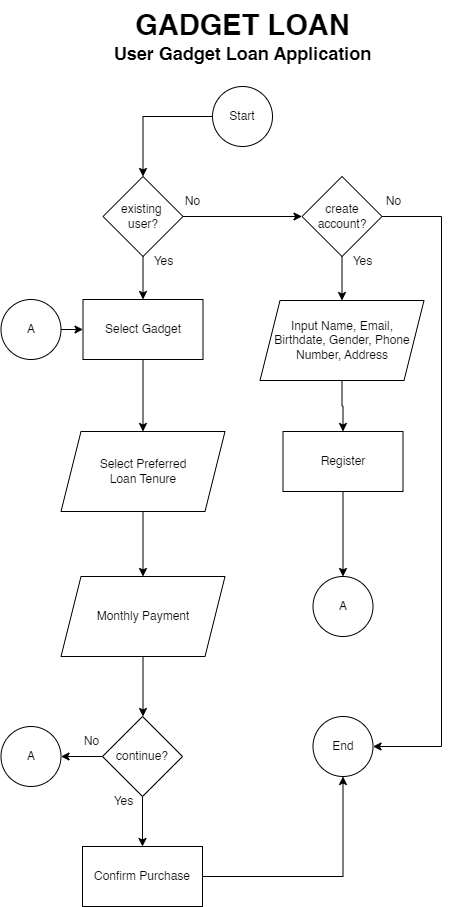 GADGET LOAN
User Gadget Loan Application
Start
existing
user?
No
create
account?
No
Yes
Yes
A
Select Gadget
Input Name, Email,
Birthdate, Gender, Phone
Number, Address
Select Preferred
Loan Tenure
Register
Monthly Payment
A
No
A
continue?
End
Yes
Confirm Purchase